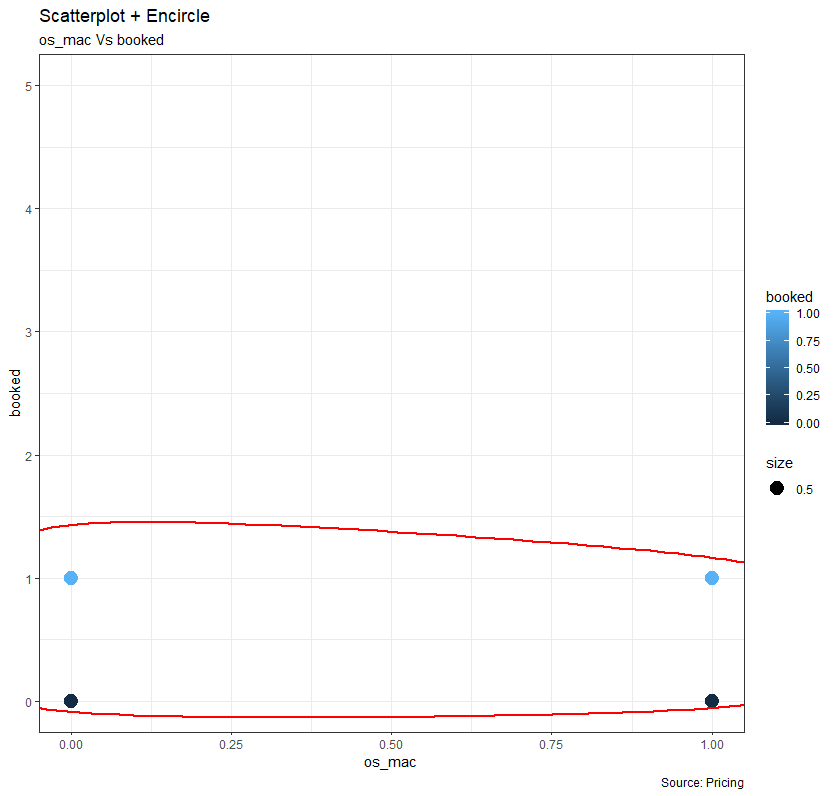 Scatterplot + Encircle
os_mac Vs booked
5
4
3
2
1
0
booked
0.00 0.25 0.50 0.75 1.00
os_mac
Source: Pricing
booked
1.00
0.75
0.50
0.25
0.00
size
0.5